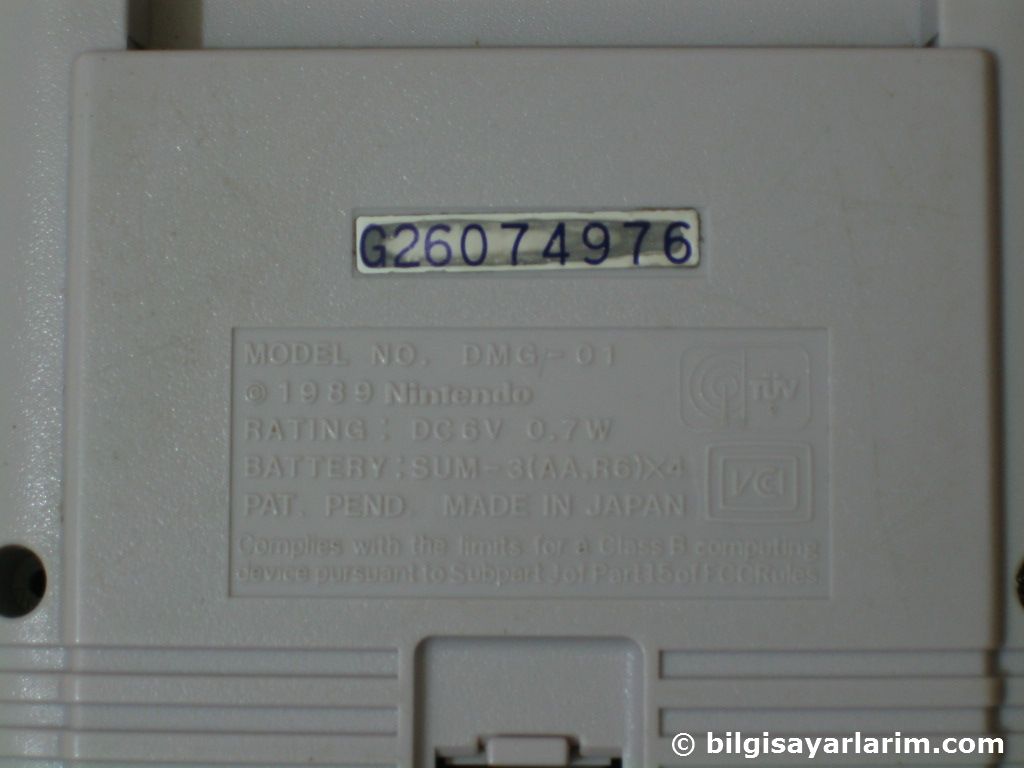 G26074976
MODEL NO. DMG-01
© 1989 Nintendo
TÜV
RATING : DC6V 0.7W
BATTERY : SUM-3(AA,R6)×4
VCI
PAT. PEND. MADE IN JAPAN
Complies with the limits for a Class B computing
device pursuant to Subpart J of Part 15 of FCC Rules
© bilgisayarlarim.com